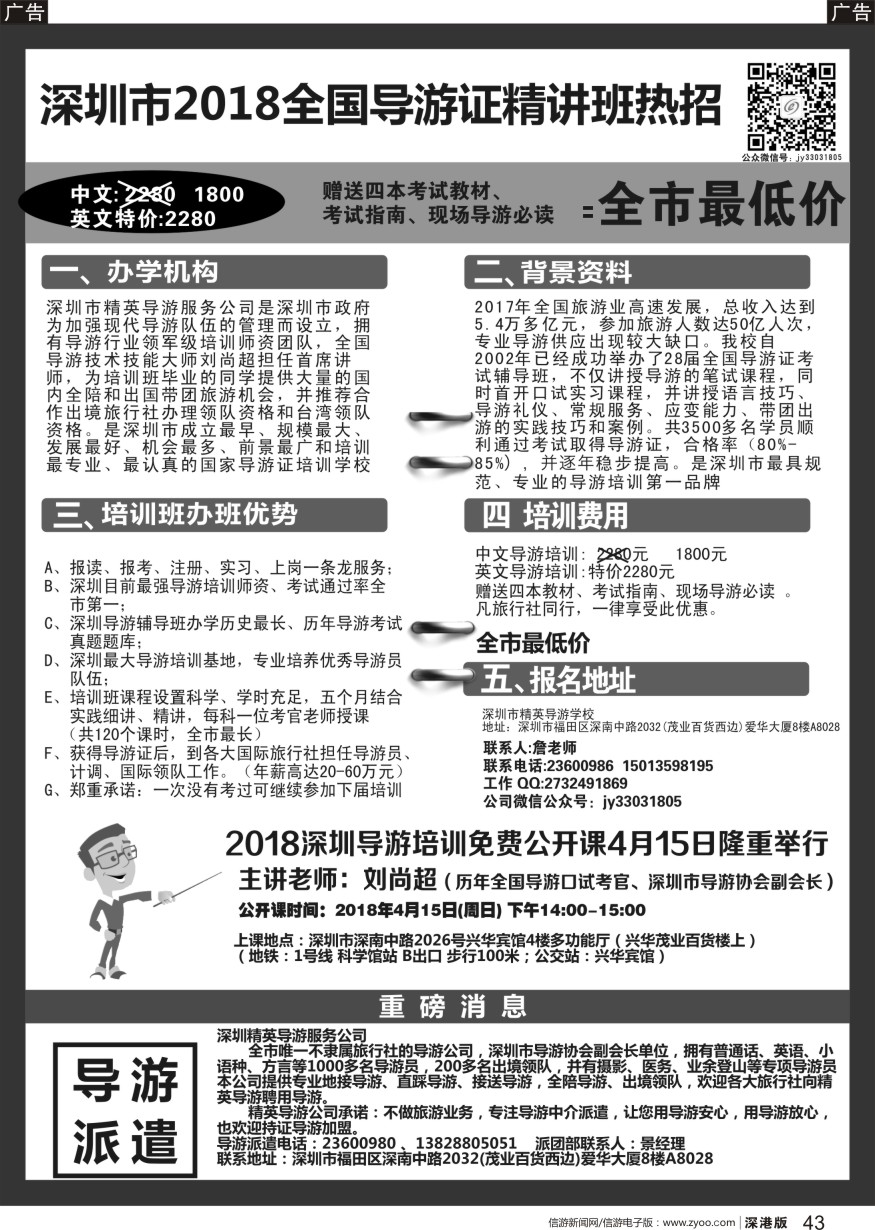 广告
广告
深圳市2018全国导游证精讲班热招
公众微信号：jy33031805
中文:2280 1800
英文特价:2280
赠送四本考试教材、
考试指南、现场导游必读
=全市最低价
一、办学机构
深圳市精英导游服务公司是深圳市政府
为加强现代导游队伍的管理而设立，拥
有导游行业领军级培训师资团队，全国
导游技术技能大师刘尚超担任首席讲
师，为培训班毕业的同学提供大量的国
内全陪和出国带团旅游机会，并推荐合
作出境旅行社办理领队资格和台湾领队
资格。是深圳市成立最早、规模最大、
发展最好、机会最多、前景最广和培训
最专业、最认真的国家导游证培训学校
二、背景资料
2017年全国旅游业高速发展，总收入达到
5.4万多亿元，参加旅游人数达50亿人次，
专业导游供应出现较大缺口。我校自
2002年已经成功举办了28届全国导游证考
试辅导班，不仅讲授导游的笔试课程，同
时首开口试实习课程，并讲授语言技巧、
导游礼仪、常规服务、应变能力、带团出
游的实践技巧和案例。共3500多名学员顺
利通过考试取得导游证，合格率（80%-
85%），并逐年稳步提高。是深圳市最具规
范、专业的导游培训第一品牌
三、培训班办班优势
A、报读、报考、注册、实习、上岗一条龙服务；
B、深圳目前最强导游培训师资、考试通过率全
市第一；
C、深圳导游辅导班办学历史最长、历年导游考试
真题题库；
D、深圳最大导游培训基地，专业培养优秀导游员
队伍；
E、培训班课程设置科学、学时充足，五个月结合
实践细讲、精讲，每科一位考官老师授课
（共120个课时，全市最长）
F、获得导游证后，到各大国际旅行社担任导游员、
计调、国际领队工作。（年薪高达20-60万元）
G、郑重承诺：一次没有考过可继续参加下届培训
四 培训费用
中文导游培训：2280元 1800元
英文导游培训:特价2280元
赠送四本教材、考试指南、现场导游必读 。
凡旅行社同行，一律享受此优惠。
全市最低价
五、报名地址
深圳市精英导游学校
地址：深圳市福田区深南中路2032(茂业百货西边)爱华大厦8楼A8028
联系人:詹老师
联系电话:23600986 15013598195
工作 QQ:2732491869
公司微信公众号：jy33031805
2018深圳导游培训免费公开课4月15日隆重举行
主讲老师：刘尚超（历年全国导游口试考官、深圳市导游协会副会长）
公开课时间：2018年4月15日(周日) 下午14:00-15:00
上课地点：深圳市深南中路2026号兴华宾馆4楼多功能厅（兴华茂业百货楼上）
（地铁：1号线 科学馆站 B出口 步行100米；公交站：兴华宾馆）
重磅消息
导游
派遣
深圳精英导游服务公司
全市唯一不隶属旅行社的导游公司，深圳市导游协会副会长单位，拥有普通话、英语、小
语种、方言等1000多名导游员，200多名出境领队，并有摄影、医务、业余登山等专项导游员
本公司提供专业地接导游、直踩导游、接送导游，全陪导游、出境领队，欢迎各大旅行社向精
英导游聘用导游。
精英导游公司承诺：不做旅游业务，专注导游中介派遣，让您用导游安心，用导游放心，
也欢迎持证导游加盟。
导游派遣电话：23600980 、13828805051 派团部联系人：景经理
联系地址：深圳市福田区深南中路2032(茂业百货西边)爱华大厦8楼A8028
信游新闻网/信游电子版：www.zyoo.com 深港版 43